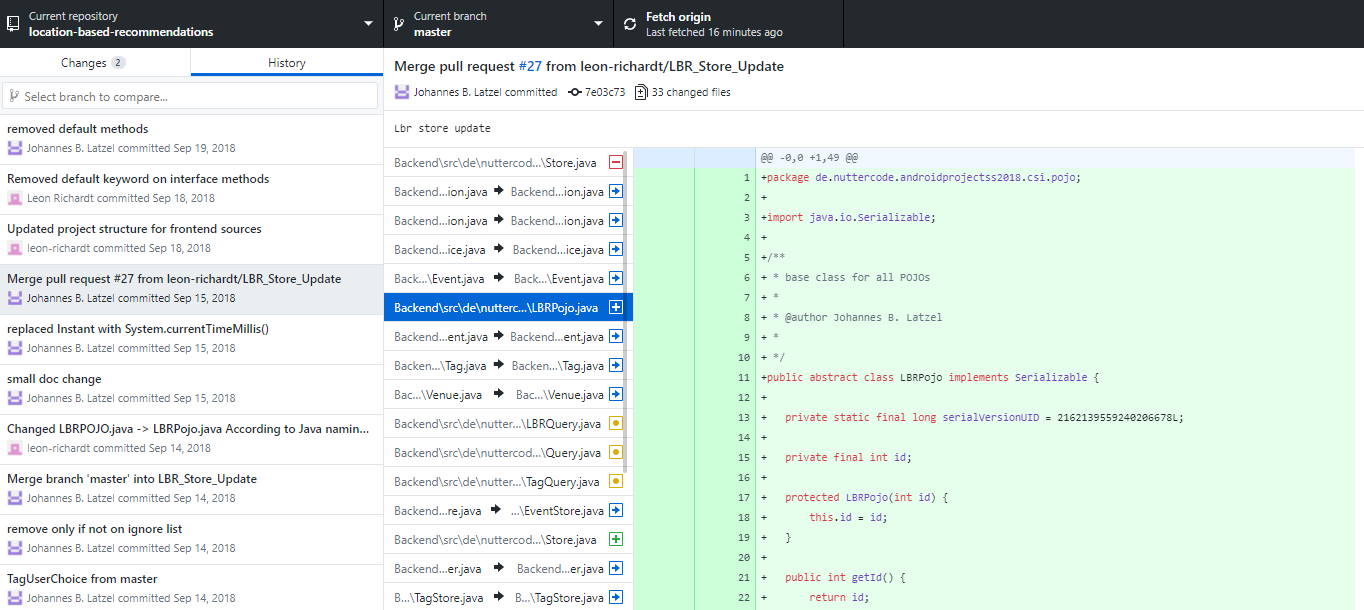 Current repository
location-based-recommendations
Current branch
master
Fetch origin
Last fetched 16 minutes ago
Changes 2
History
Select branch to compare...
removed default methods
Johannes B. Latzel committed Sep 19, 2018
Removed default keyword on interface methods
Leon Richardt committed Sep 18, 2018
Updated project structure for frontend sources
leon-richardt committed Sep 18, 2018
Merge pull request #27 from leon-richardt/LBR_Store_Update
Johannes B. Latzel committed Sep 15, 2018
replaced Instant with System.currentTimeMillis()
Johannes B. Latzel committed Sep 15, 2018
small doc change
Johannes B. Latzel committed Sep 15, 2018
Changed LBRPOJO.java -> LBRPojo.java According to Java namin...
leon-richardt committed Sep 14, 2018
Merge branch 'master' into LBR_Store_Update
Johannes B. Latzel committed Sep 14, 2018
remove only if not on ignore list
Johannes B. Latzel committed Sep 14, 2018
TagUserChoice from master
Johannes B. Latzel committed Sep 14, 2018
Merge pull request #27 from leon-richardt/LBR_Store_Update
Johannes B. Latzel committed 7e03c73 33 changed files
Lbr store update
Backend\src\de\nuttercod...\Store.java
Backend...ion.java → Backend...ion.java
Backend...ion.java → Backend...ion.java
Backend...ice.java → Backend...ice.java
Back...\Event.java → Back...\Event.java
Backend\src\de\nutterc...\LBRPojo.java
Backend...ent.java → Backend...ent.java
Backen...\Tag.java → Backen...\Tag.java
Bac...\Venue.java → Bac...\Venue.java
Backend\src\de\nutter...\LBRQuery.java
Backend\src\de\nuttercod...\Query.java
Backend\src\de\nutter...\TagQuery.java
Backend...re.java → ...\EventStore.java
Backend\src\de\nuttercod...\Store.java
Backend...er.java → Backend...er.java
B...\TagStore.java → B...\TagStore.java
@@ -0,0 +1,49 @@
1 +package de.nuttercode.androidprojectss2018.csi.pojo;
2 +
3 +import java.io.Serializable;
4 +
5 +/**
6 + * base class for all POJOs
7 + *
8 + * @author Johannes B. Latzel
9 + *
10 + */
11 +public abstract class LBRPojo implements Serializable {
12 +
13 + private static final long serialVersionUID = 2162139559240206678L;
14 +
15 + private final int id;
16 +
17 + protected LBRPojo(int id) {
18 + this.id = id;
19 + }
20 +
21 + public int getId() {
22 + return id;